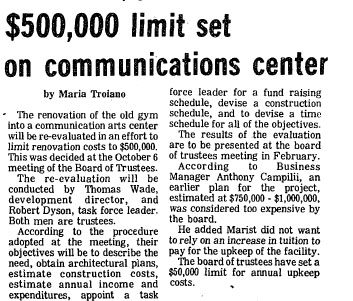 $500,000 limit set
on communications center
by Maria Troiano
The renovation of the old gym
into a communication arts center
will be re-evaluated in an effort to
limit renovation costs to $500,000.
This was decided at the October 6
meeting of the Board of Trustees.
The re-evaluation will be
conducted by Thomas Wade,
development director, and
Robert Dyson, task force leader.
Both men are trustees.
According to the procedure
adopted at the meeting, their
objectives will be to describe the
need, obtain architectural plans,
estimate construction costs,
estimate annual income and
expenditures, appoint a task
force leader for a fund raising
schedule, devise a construction
schedule, and to devise a time
schedule for all of the objectives.
The results of the evaluation
are to be presented at the board
of trustees meeting in February.
According to Business
Manager Anthony Campilli, an
earlier plan for the project,
estimated at $750,000 - $1,000,000,
was considered too expensive by
the board.
He added Marist did not want
to rely on an increase in tuition to
pay for the upkeep of the facility.
The board of trustees have set a
$50,000 limit for annual upkeep
costs.